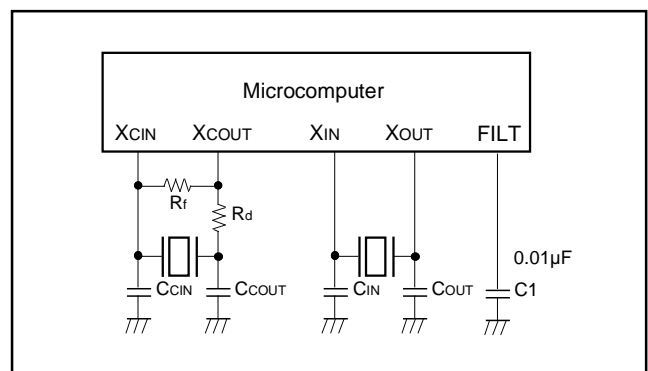 Microcomputer
XCIN XCOUT XIN XOUT FILT
Rf
Rd
0.01μF
CCIN CCOUT CIN COUT C1